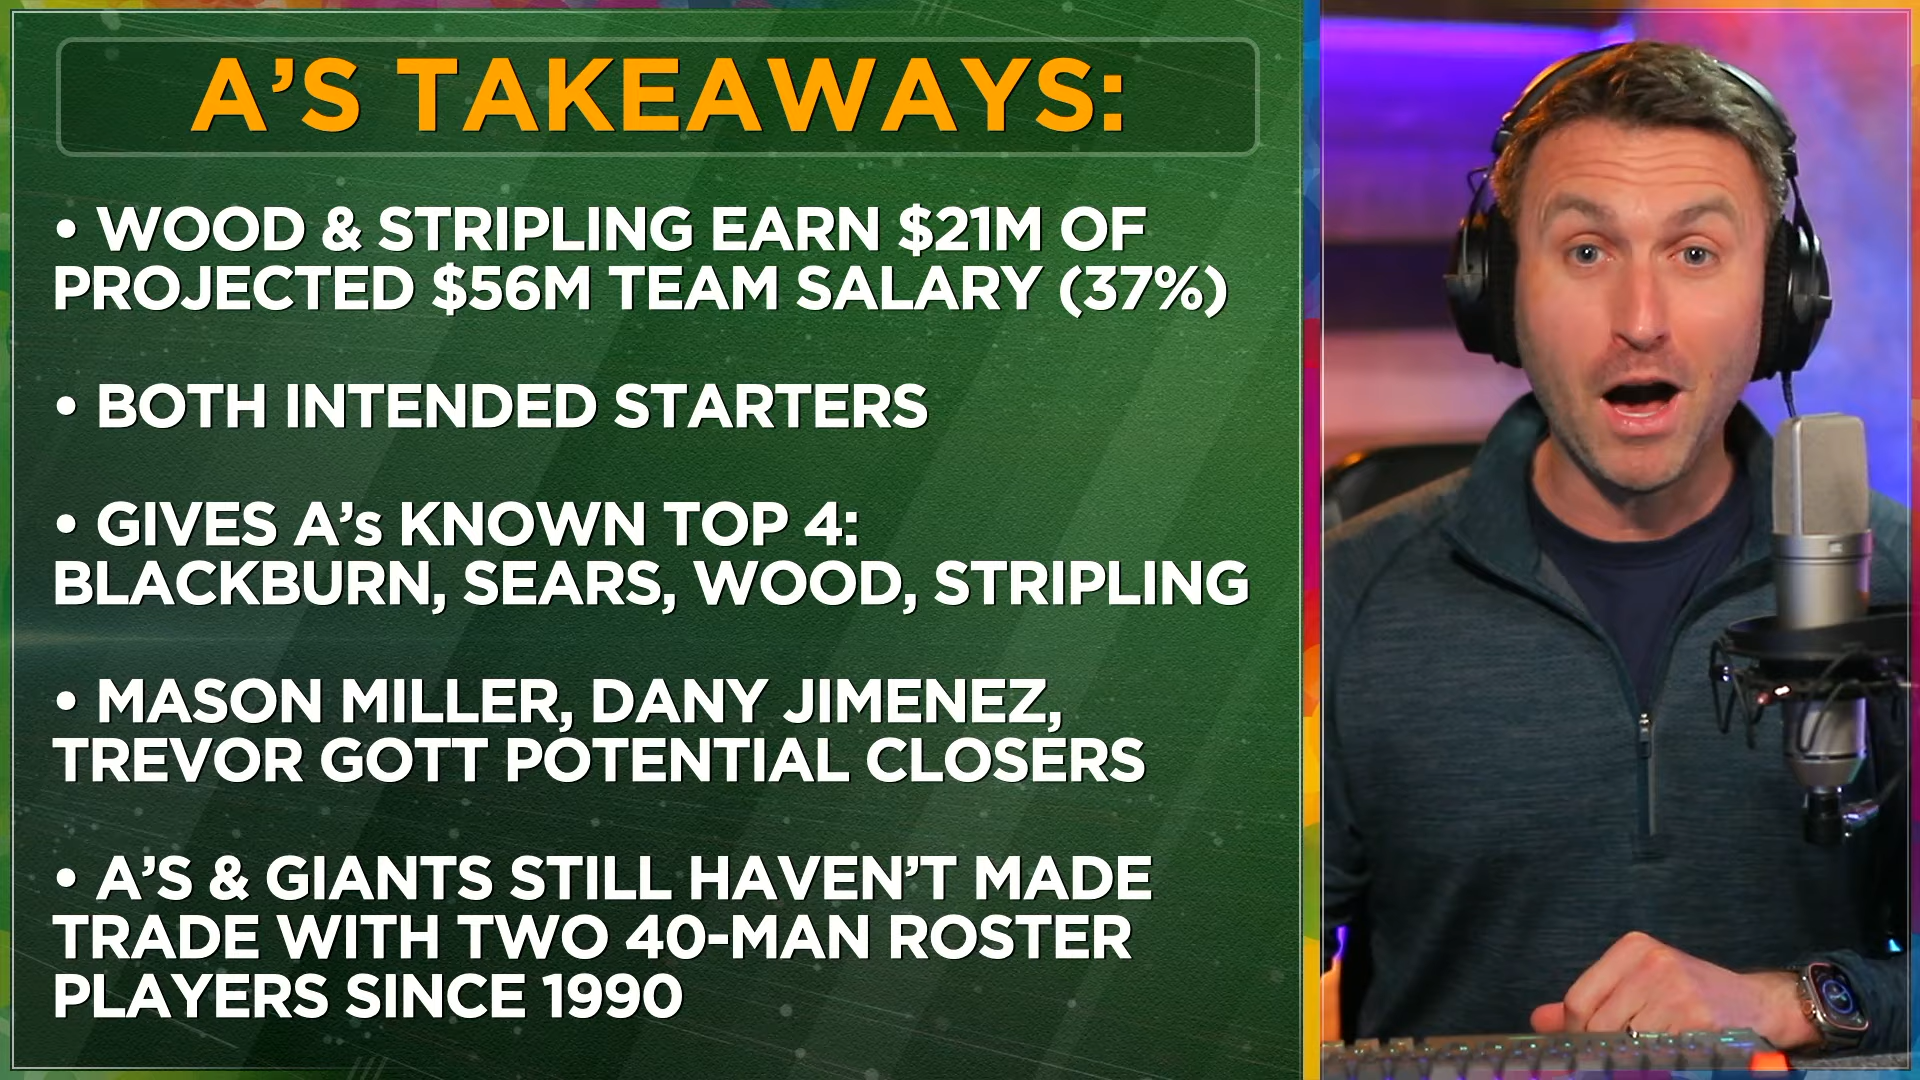 A'S TAKEAWAYS:
• WOOD & STRIPLING EARN $21M OF
PROJECTED $56M TEAM SALARY (37%)
• BOTH INTENDED STARTERS
• GIVES A's KNOWN TOP 4:
BLACKBURN, SEARS, WOOD, STRIPLING
• MASON MILLER, DANY JIMENEZ,
TREVOR GOTT POTENTIAL CLOSERS
• A'S & GIANTS STILL HAVEN'T MADE
TRADE WITH TWO 40-MAN ROSTER
PLAYERS SINCE 1990